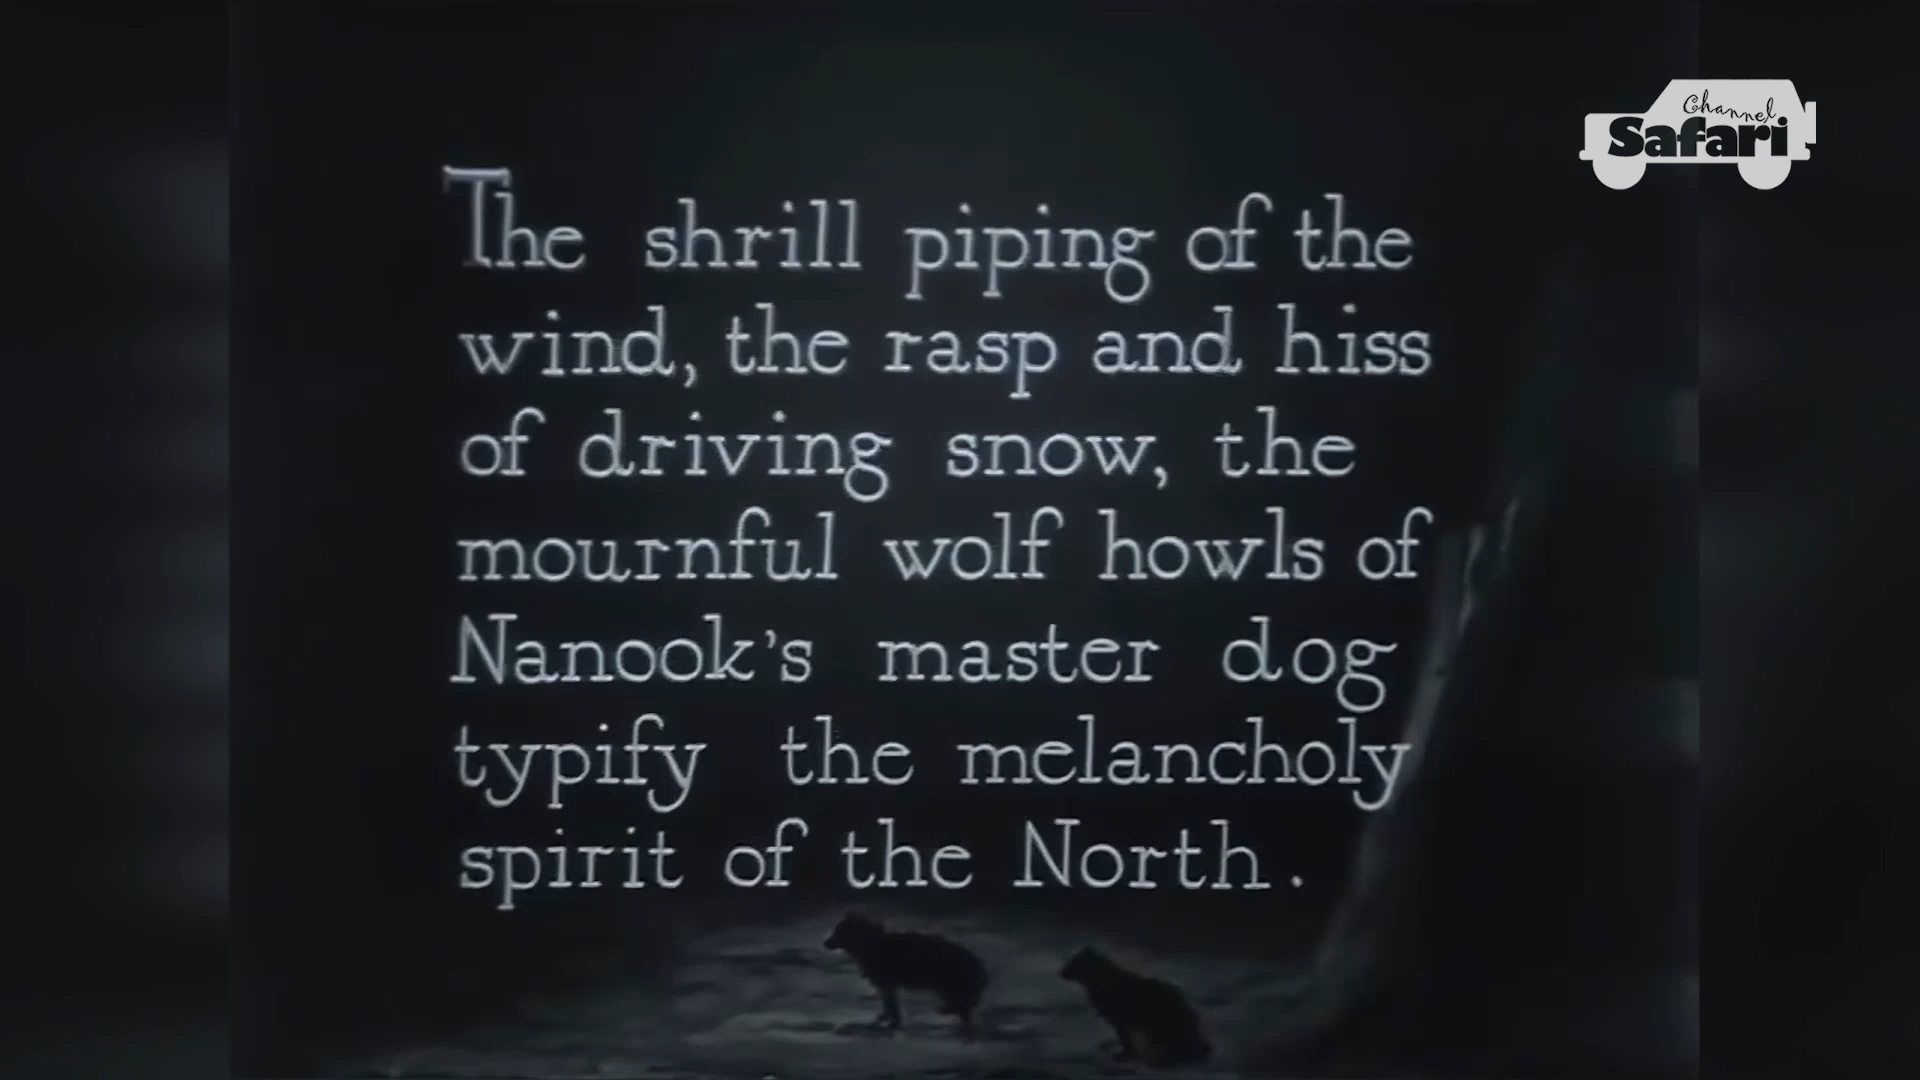 Channel
Safari
The shrill piping of the
wind, the rasp and hiss
of driving snow, the
mournful wolf howls of
Nanook's master dog
typify the melancholy
spirit of the North.